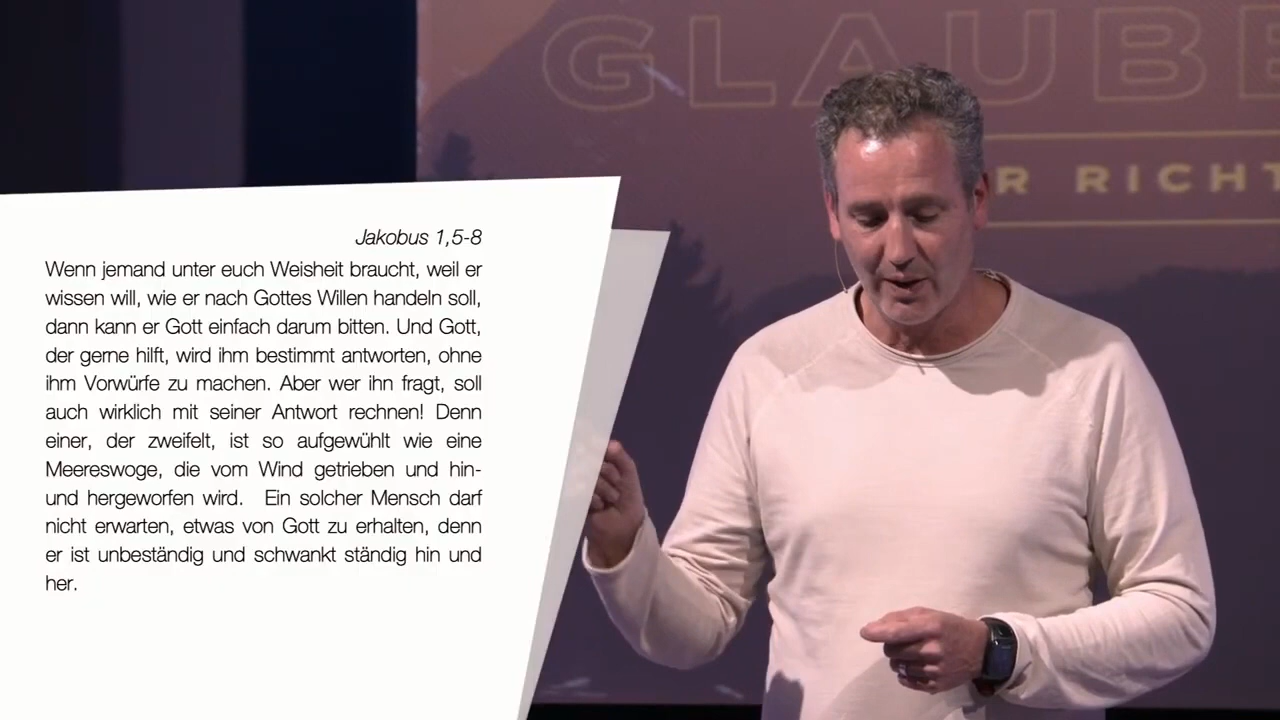 GLAUBE
R RICHT
Jakobus 1,5-8
Wenn jemand unter euch Weisheit braucht, weil er
wissen will, wie er nach Gottes Willen handeln soll,
dann kann er Gott einfach darum bitten. Und Gott,
der gerne hilft, wird ihm bestimmt antworten, ohne
ihm Vorwürfe zu machen. Aber wer ihn fragt, soll
auch wirklich mit seiner Antwort rechnen! Denn
einer, der zweifelt, ist so aufgewühlt wie eine
Meereswoge, die vom Wind getrieben und hin-
und hergeworfen wird. Ein solcher Mensch darf
nicht erwarten, etwas von Gott zu erhalten, denn
er ist unbeständig und schwankt ständig hin und
her.